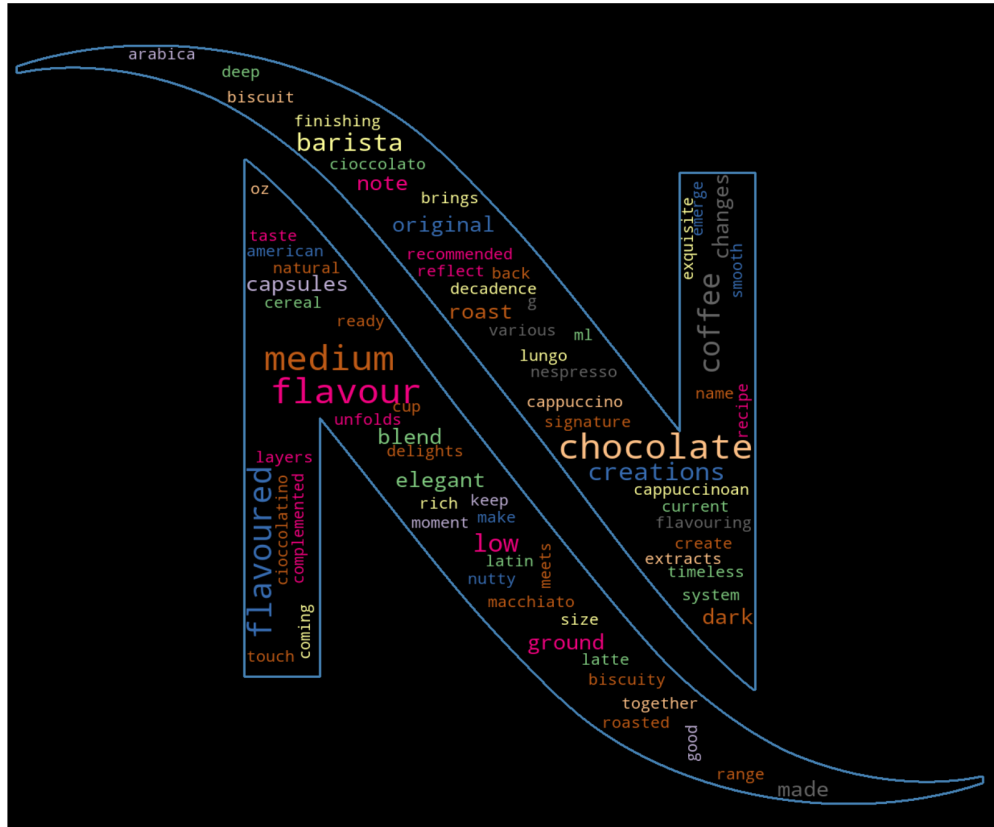 arabica
deep
biscuit
finishing
barista
cioccolato
note
brings
original
recommended
reflect
back
decadence
g
roast
various
ml
lungo
nespresso
cappuccino
signature
chocolate
creations
cappuccinoan
current
flavouring
create
extracts
timeless
system
dark
exquisite
emerge
changes
smooth
coffee
name
recipe
oz
taste
american
natural
capsules
cereal
ready
medium
flavour
cup
unfolds
blend
delights
layers
elegant
flavoured
cioccolatino
complemented
coming
touch
rich
keep
moment
make
low
latin
meets
nutty
macchiato
size
ground
latte
biscuity
together
roasted
good
range
made